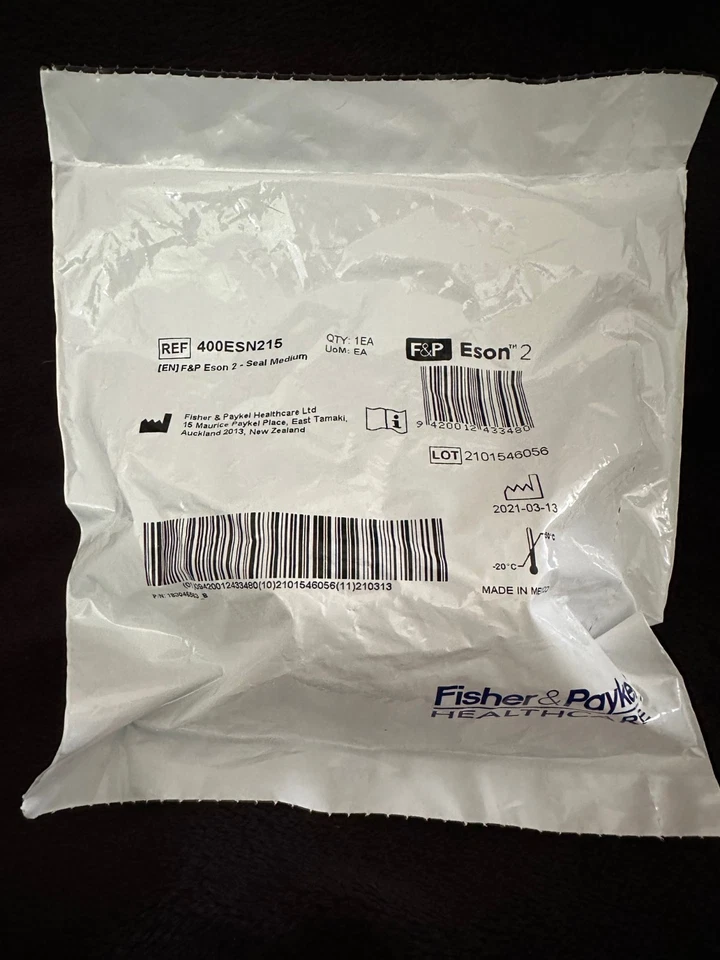 REF 400ESN215
[EN] F&P Eson 2 - Seal Medium
QTY: 1EA
UoM: EA
F&P Eson™ 2
9 420012 433480
Fisher & Paykel Healthcare Ltd
15 Maurice Paykel Place, East Tamaki,
Auckland 2013, New Zealand
i
LOT 2101546056
2021-03-13
-20°C
MADE IN
(01)09420012433480(10)2101546056(11)210313
Fisher & Paykel
HEALTHCARE